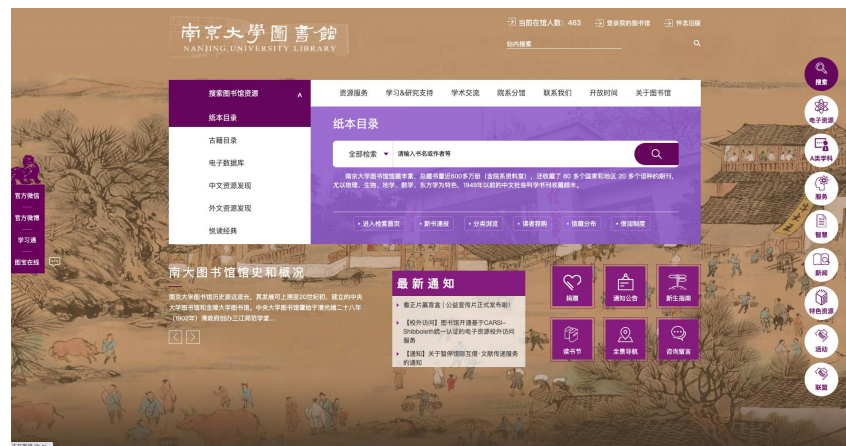 南京大學圖書館
NANJING UNIVERSITY LIBRARY
当前在馆人数：463
登录我的图书馆
怀念旧版
站内搜索
搜索图书馆资源
资源服务
学习&研究支持
学术交流
院系分馆
联系我们
开放时间
关于图书馆
纸本目录
古籍目录
电子数据库
中文资源发现
外文资源发现
悦读经典
纸本目录
全部检索
请输入书名或作者等
南京大学图书馆馆藏丰富，总藏书量近600多万册（含院系资料室），还收藏了 80 多个国家和地区 20 多个语种的期刊，
尤以物理、生物、地学、数学、东方学为特色，1949年以前的中文社会科学书刊收藏颇丰。
• 进入检索首页
• 新书通报
• 分类浏览
• 读者荐购
• 馆藏分布
• 借阅制度
官方微信
官方微博
学习通
图宝在线
南大图书馆馆史和概况
南京大学图书馆历史源远流长，其发展可上溯至20世纪初，建立的中央
大学图书馆和金陵大学图书馆。中央大学图书馆肇始于清光绪二十八年
（1902年）清政府创办三江师范学堂...
最新通知
看正片赢盲盒 | 公益宣传片正式发布啦！
【校外访问】图书馆开通基于CARSI-
Shibboleth统一认证的电子资源校外访问
服务
【通知】关于暂停馆际互借·文献传递服务
的通知
捐赠
通知公告
新生指南
读书节
全景导航
咨询留言
搜索
电子资源
A类学科
服务
智慧
新闻
特色资源
活动
联盟